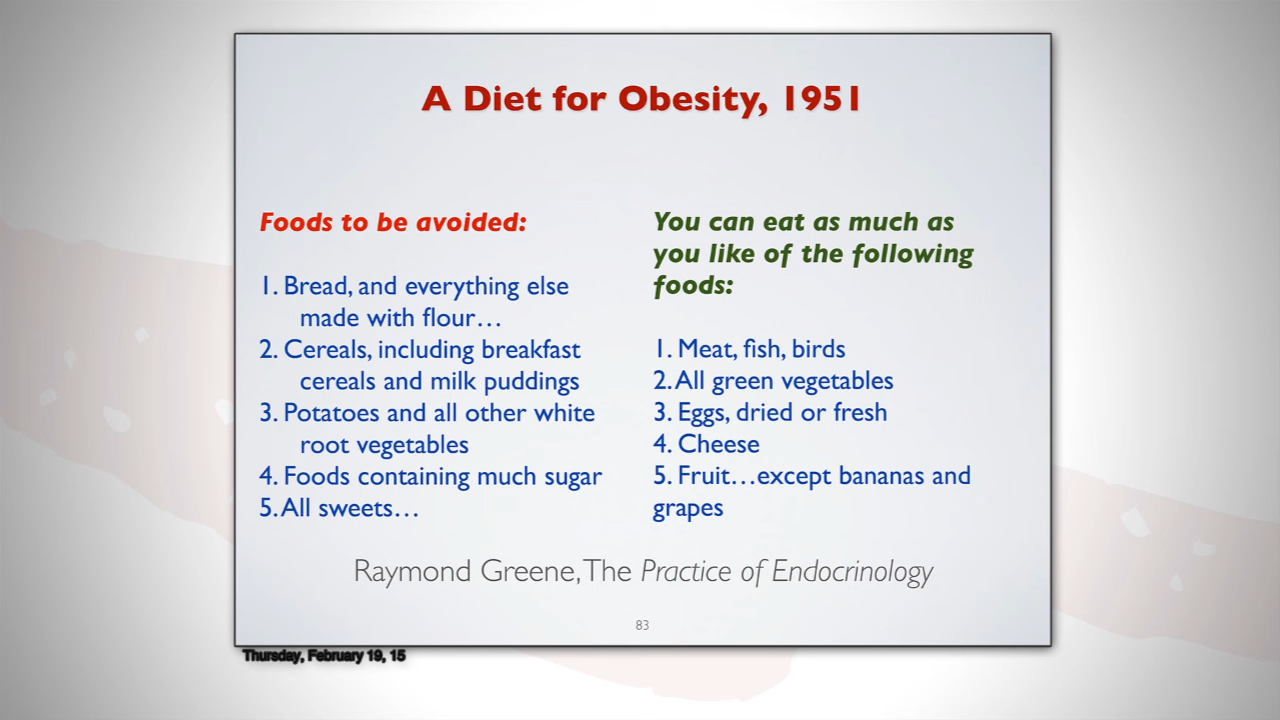 A Diet for Obesity, 1951
Foods to be avoided:
1. Bread, and everything else
made with flour…
2. Cereals, including breakfast
cereals and milk puddings
3. Potatoes and all other white
root vegetables
4. Foods containing much sugar
5. All sweets…
You can eat as much as
you like of the following
foods:
1. Meat, fish, birds
2. All green vegetables
3. Eggs, dried or fresh
4. Cheese
5. Fruit…except bananas and
grapes
Raymond Greene, The Practice of Endocrinology
83
Thursday, February 19, 15